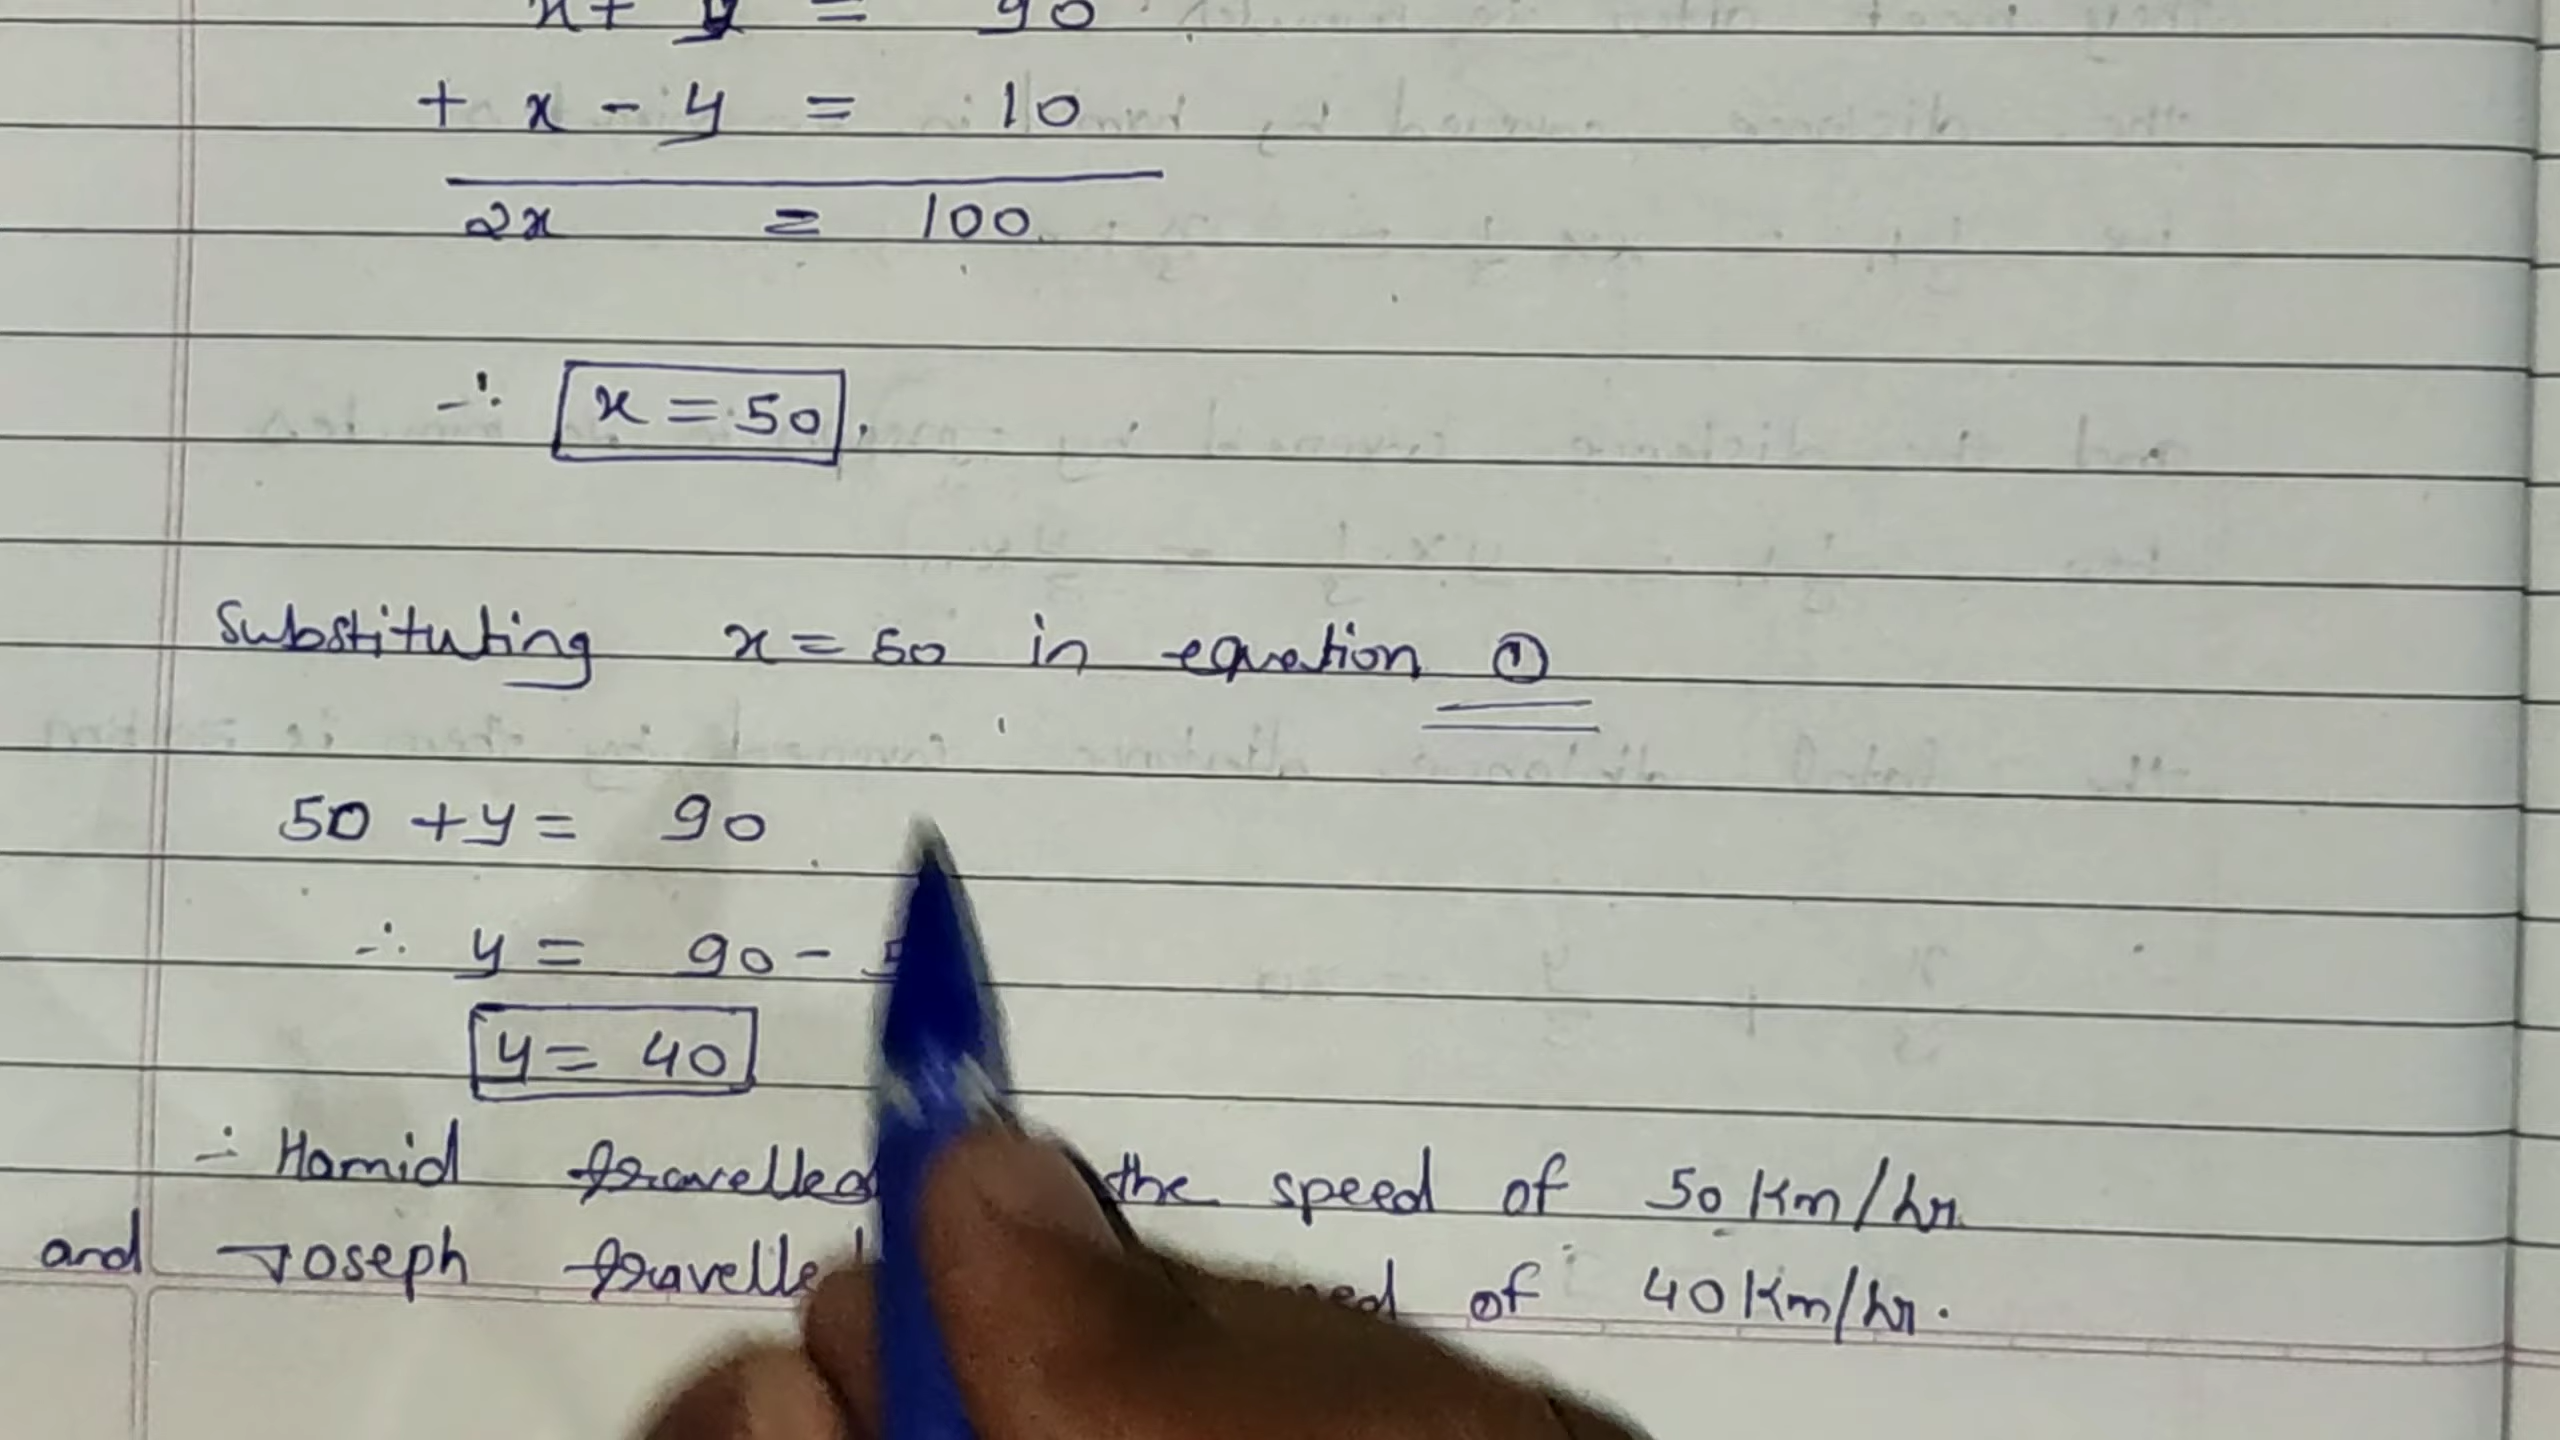 x + y = 90
+ x - y = 10
2x = 100
∴ x = 50.
Substituting x = 50 in equation ①
50 + y = 90
∴ y = 90 -
y = 40
∴ Hamid travelled the speed of 50 Km/hr
and Joseph of 40 Km/hr.